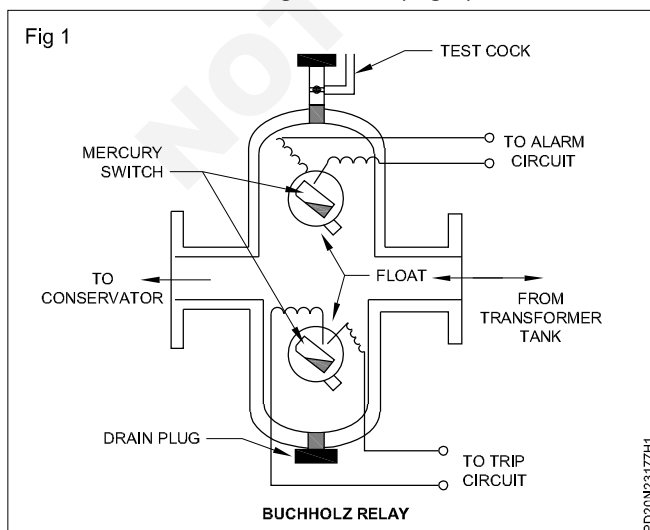 Fig 1
TEST COCK
TO ALARM
CIRCUIT
MERCURY
SWITCH
FLOAT
TO
CONSERVATOR
FROM
TRANSFORMER
TANK
DRAIN PLUG
TO TRIP
CIRCUIT
BUCHHOLZ RELAY
NOT